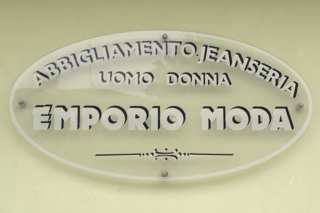 ABBIGLIAMENTO, JEANSERIA
UOMO DONNA
EMPORIO MODA